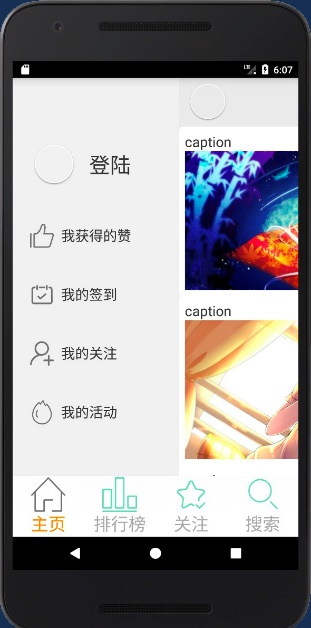 6:07
登陆
我获得的赞
我的签到
我的关注
我的活动
caption
caption
主页 排行榜 关注 搜索